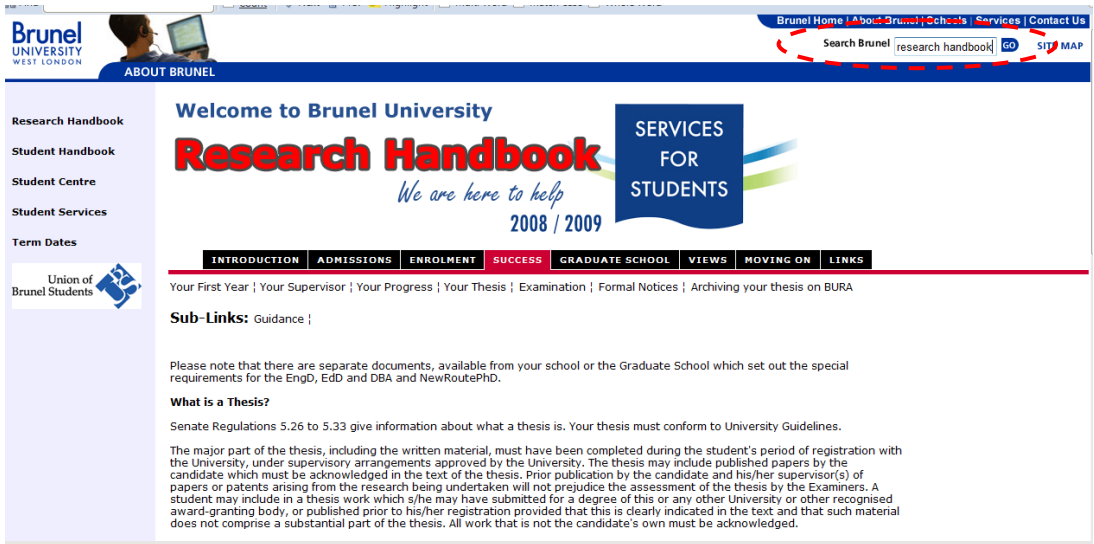 Brunel
UNIVERSITY
WEST LONDON
ABOUT BRUNEL
Brunel Home | About Brunel | Schools | Services | Contact Us
Search Brunel research handbook GO SITE MAP
Research Handbook
Student Handbook
Student Centre
Student Services
Term Dates
Union of
Brunel Students
Welcome to Brunel University
Research Handbook
We are here to help
2008 / 2009
SERVICES
FOR
STUDENTS
INTRODUCTION ADMISSIONS ENROLMENT SUCCESS GRADUATE SCHOOL VIEWS MOVING ON LINKS
Your First Year ¦ Your Supervisor ¦ Your Progress ¦ Your Thesis ¦ Examination ¦ Formal Notices ¦ Archiving your thesis on BURA
Sub-Links: Guidance ¦
Please note that there are separate documents, available from your school or the Graduate School which set out the special
requirements for the EngD, EdD and DBA and NewRoutePhD.
What is a Thesis?
Senate Regulations 5.26 to 5.33 give information about what a thesis is. Your thesis must conform to University Guidelines.
The major part of the thesis, including the written material, must have been completed during the student's period of registration with
the University, under supervisory arrangements approved by the University. The thesis may include published papers by the
candidate which must be acknowledged in the text of the thesis. Prior publication by the candidate and his/her supervisor(s) of
papers or patents arising from the research being undertaken will not prejudice the assessment of the thesis by the Examiners. A
student may include in a thesis work which s/he may have submitted for a degree of this or any other University or other recognised
award-granting body, or published prior to his/her registration provided that this is clearly indicated in the text and that such material
does not comprise a substantial part of the thesis. All work that is not the candidate's own must be acknowledged.